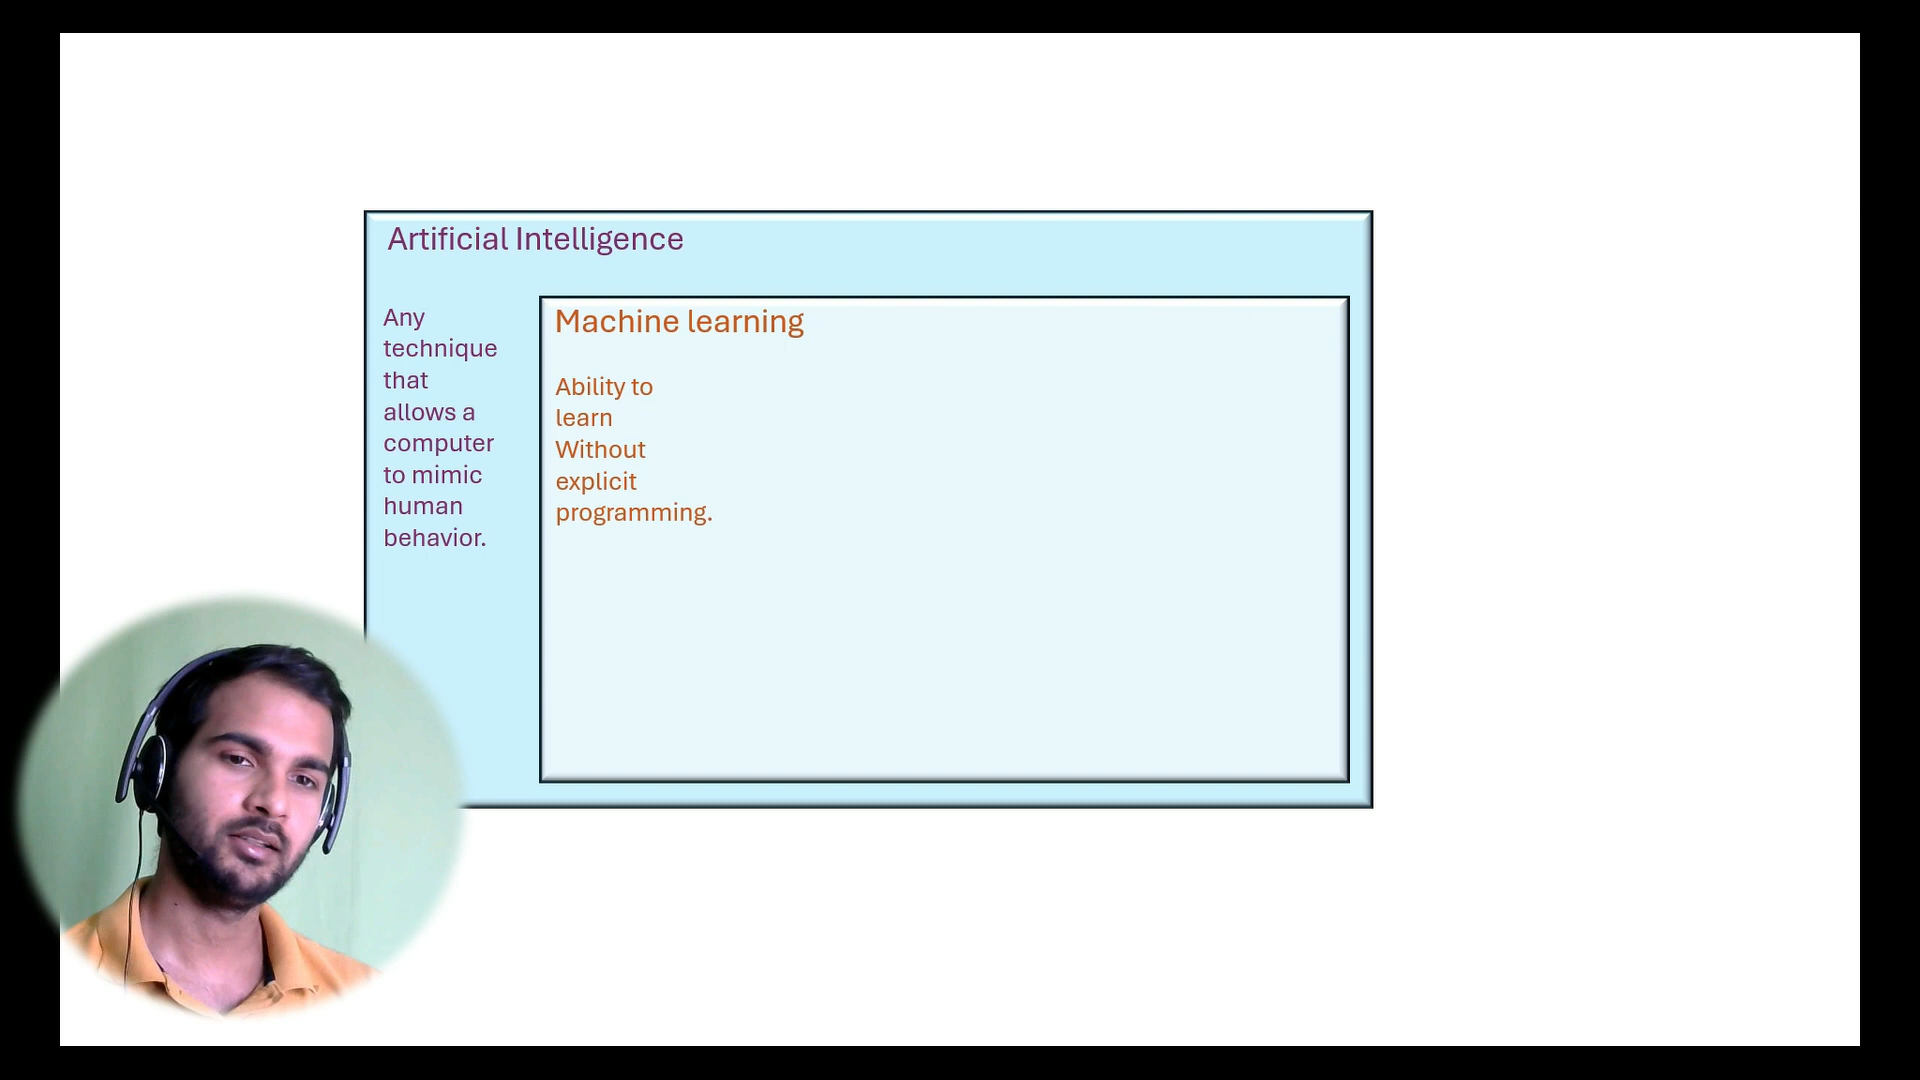 Artificial Intelligence
Any
technique
that
allows a
computer
to mimic
human
behavior.
Machine learning
Ability to
learn
Without
explicit
programming.